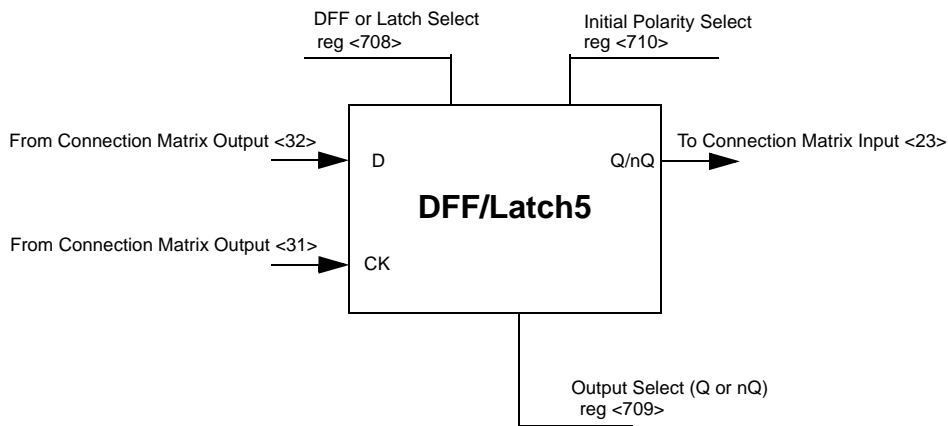 DFF or Latch Select
reg <708>
Initial Polarity Select
reg <710>
From Connection Matrix Output <32>
D
Q/nQ
To Connection Matrix Input <23>
DFF/Latch5
From Connection Matrix Output <31>
CK
Output Select (Q or nQ)
reg <709>